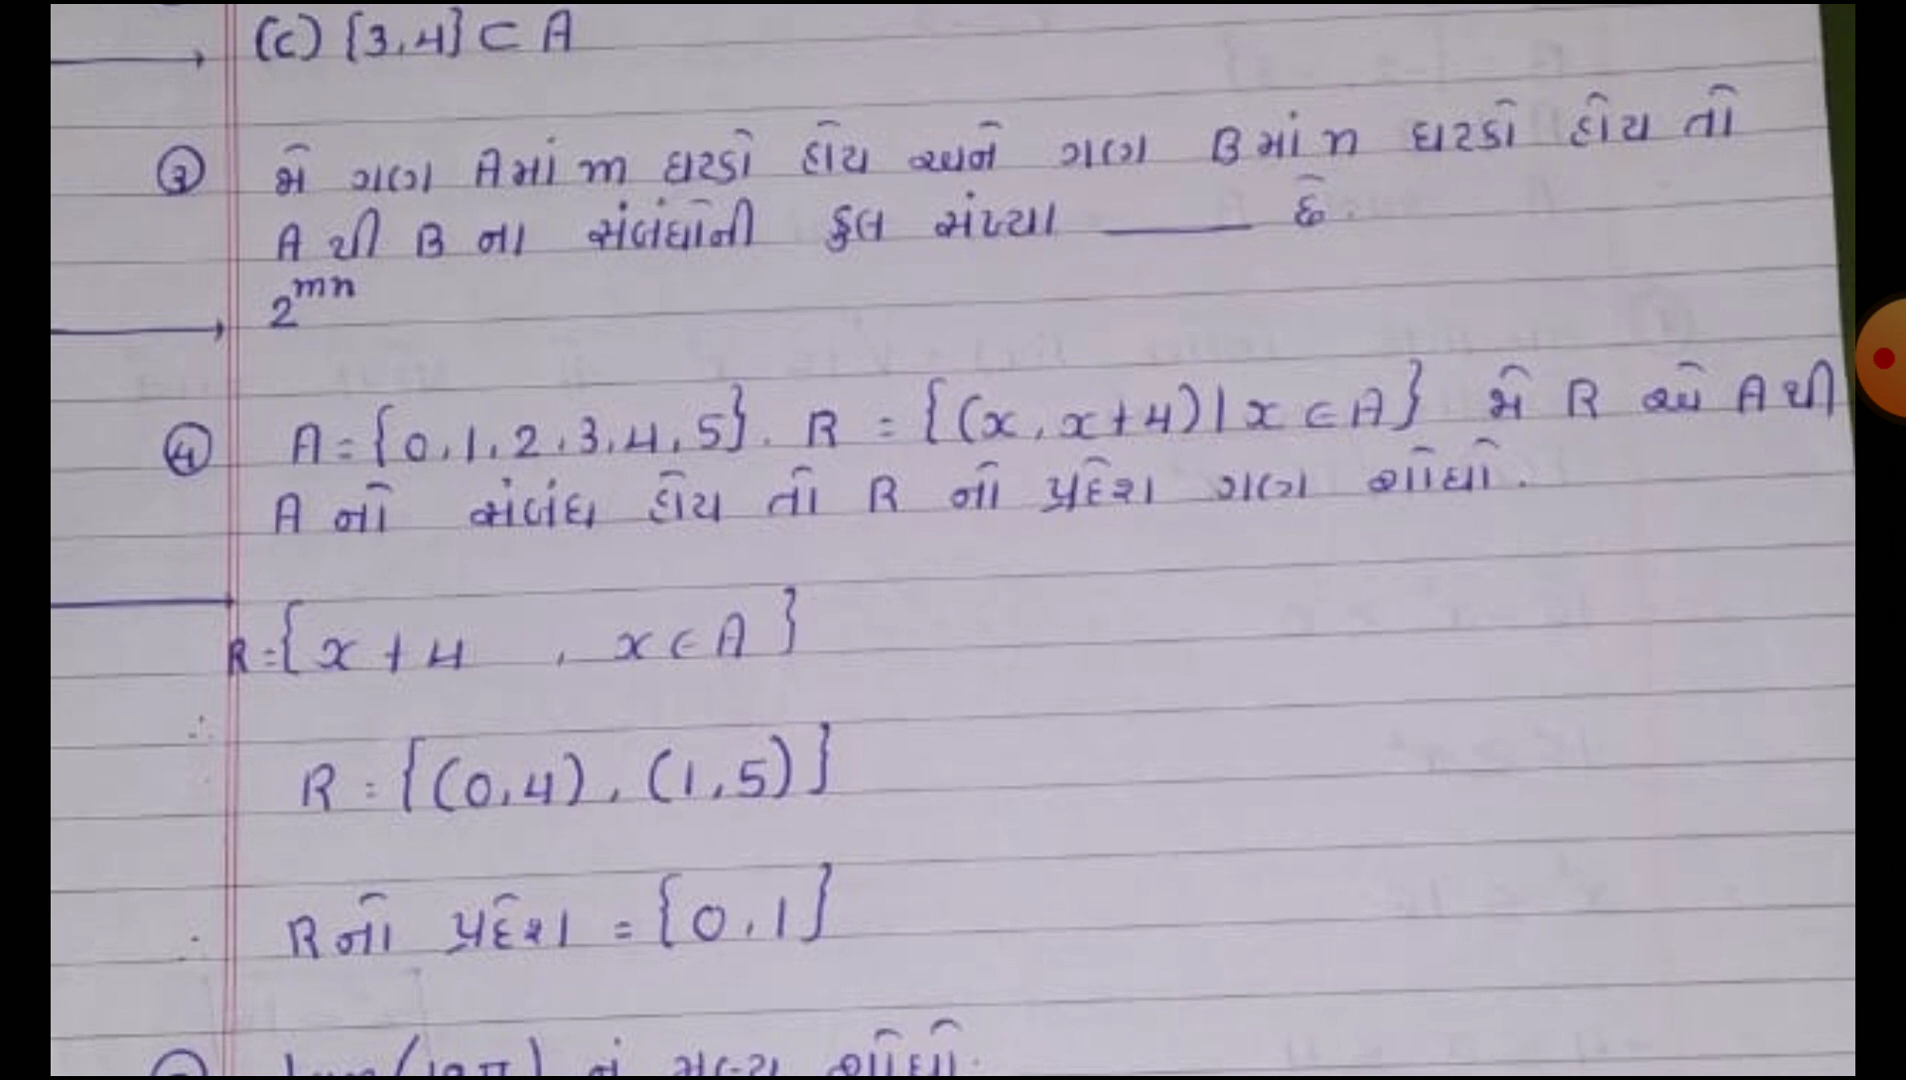 (c) {3,4} ⊂ A
③ જો ગણ A માં m ઘટકો હોય અને ગણ B માં n ઘટકો હોય તો
A થી B ના સંબંધોની કુલ સંખ્યા ______ છે.
2^mn
④ A = {0,1,2,3,4,5}. R = {(x, x+4) | x ∈ A} જો R એ A થી
A નો સંબંધ હોય તો R નો પ્રદેશ ગણ શોધો.
R = {x+4 , x ∈ A}
∴ R = {(0,4), (1,5)}
∴ R નો પ્રદેશ = {0,1}